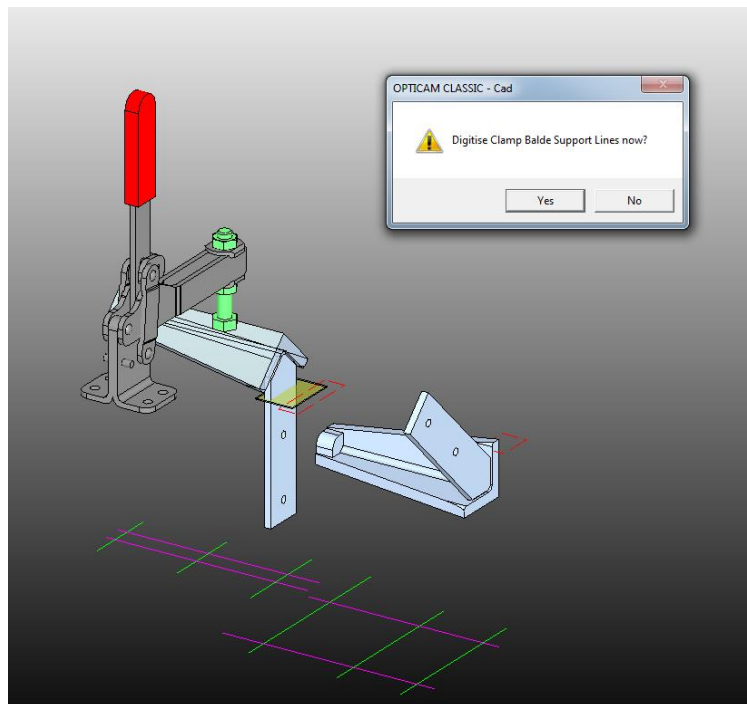 OPTICAM CLASSIC - Cad
Digitise Clamp Balde Support Lines now?
Yes
No